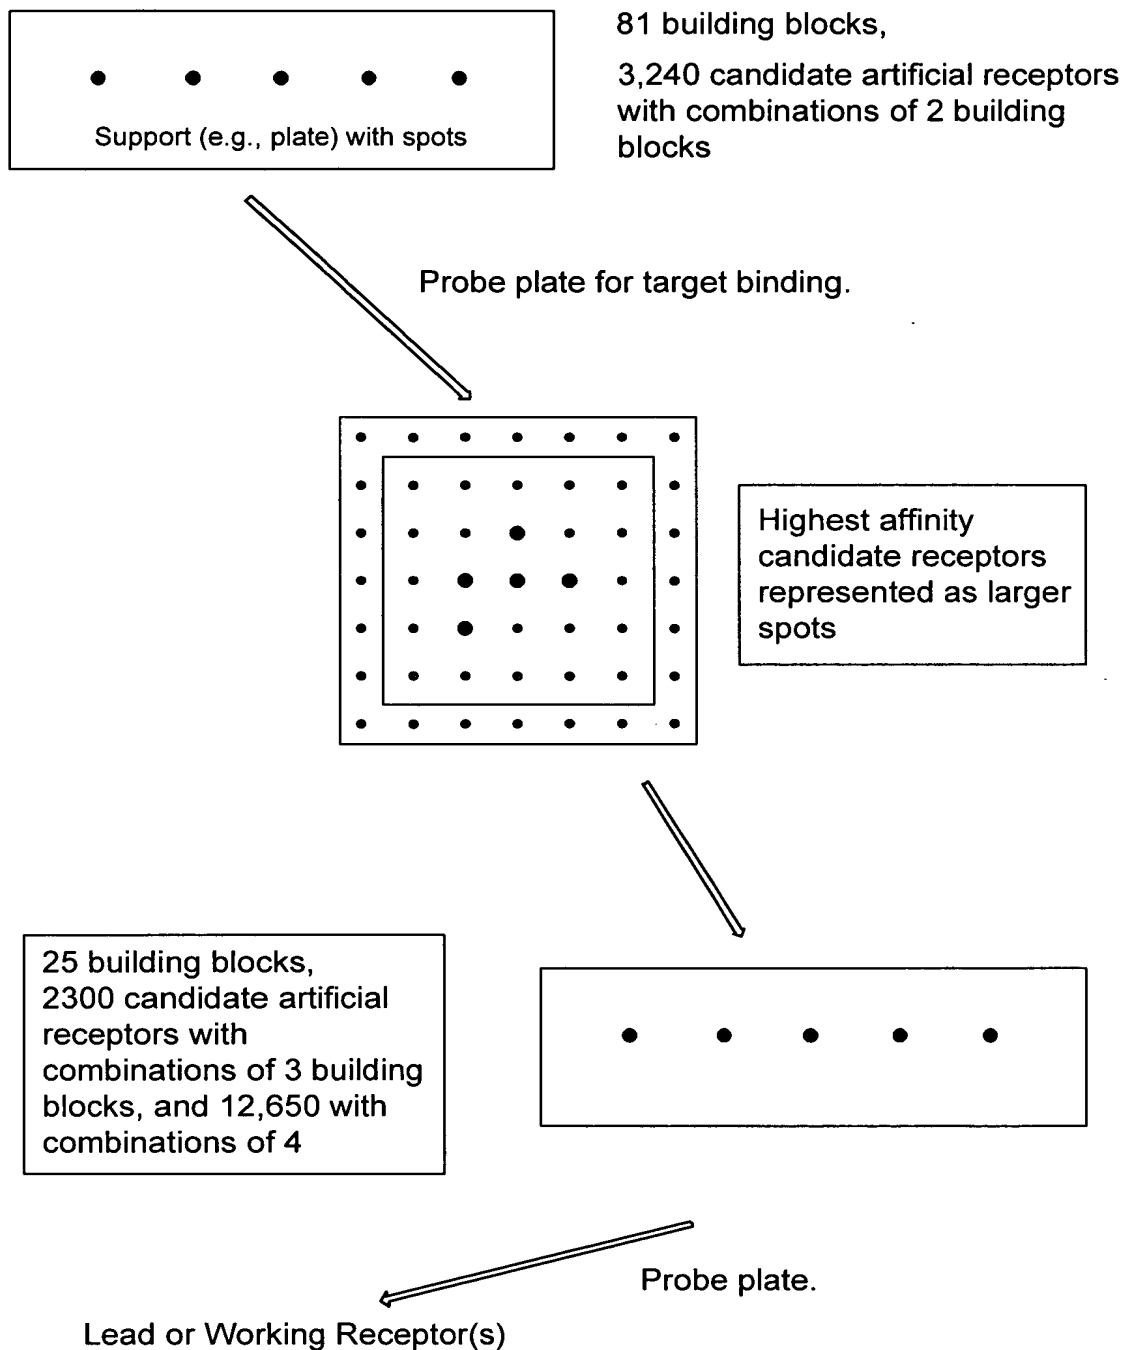 81 building blocks,
3,240 candidate artificial receptors
with combinations of 2 building
blocks
Support (e.g., plate) with spots
Probe plate for target binding.
Highest affinity
candidate receptors
represented as larger
spots
25 building blocks,
2300 candidate artificial
receptors with
combinations of 3 building
blocks, and 12,650 with
combinations of 4
Probe plate.
Lead or Working Receptor(s)